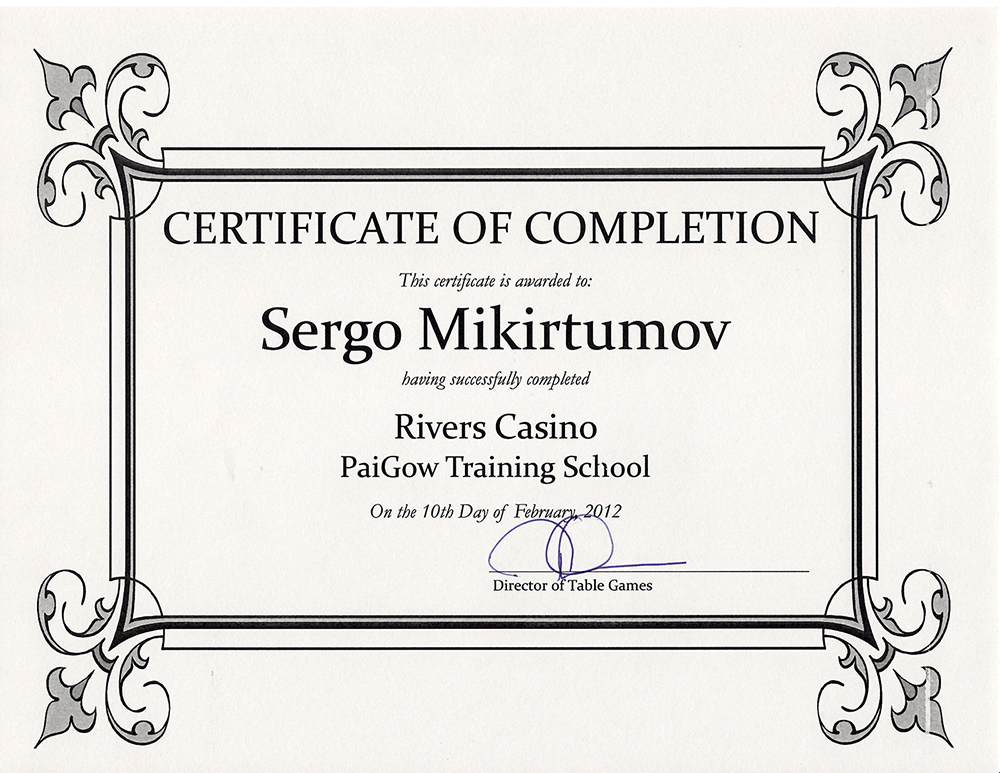 CERTIFICATE OF COMPLETION
This certificate is awarded to:
Sergo Mikirtumov
having successfully completed
Rivers Casino
PaiGow Training School
On the 10th Day of February, 2012
Director of Table Games